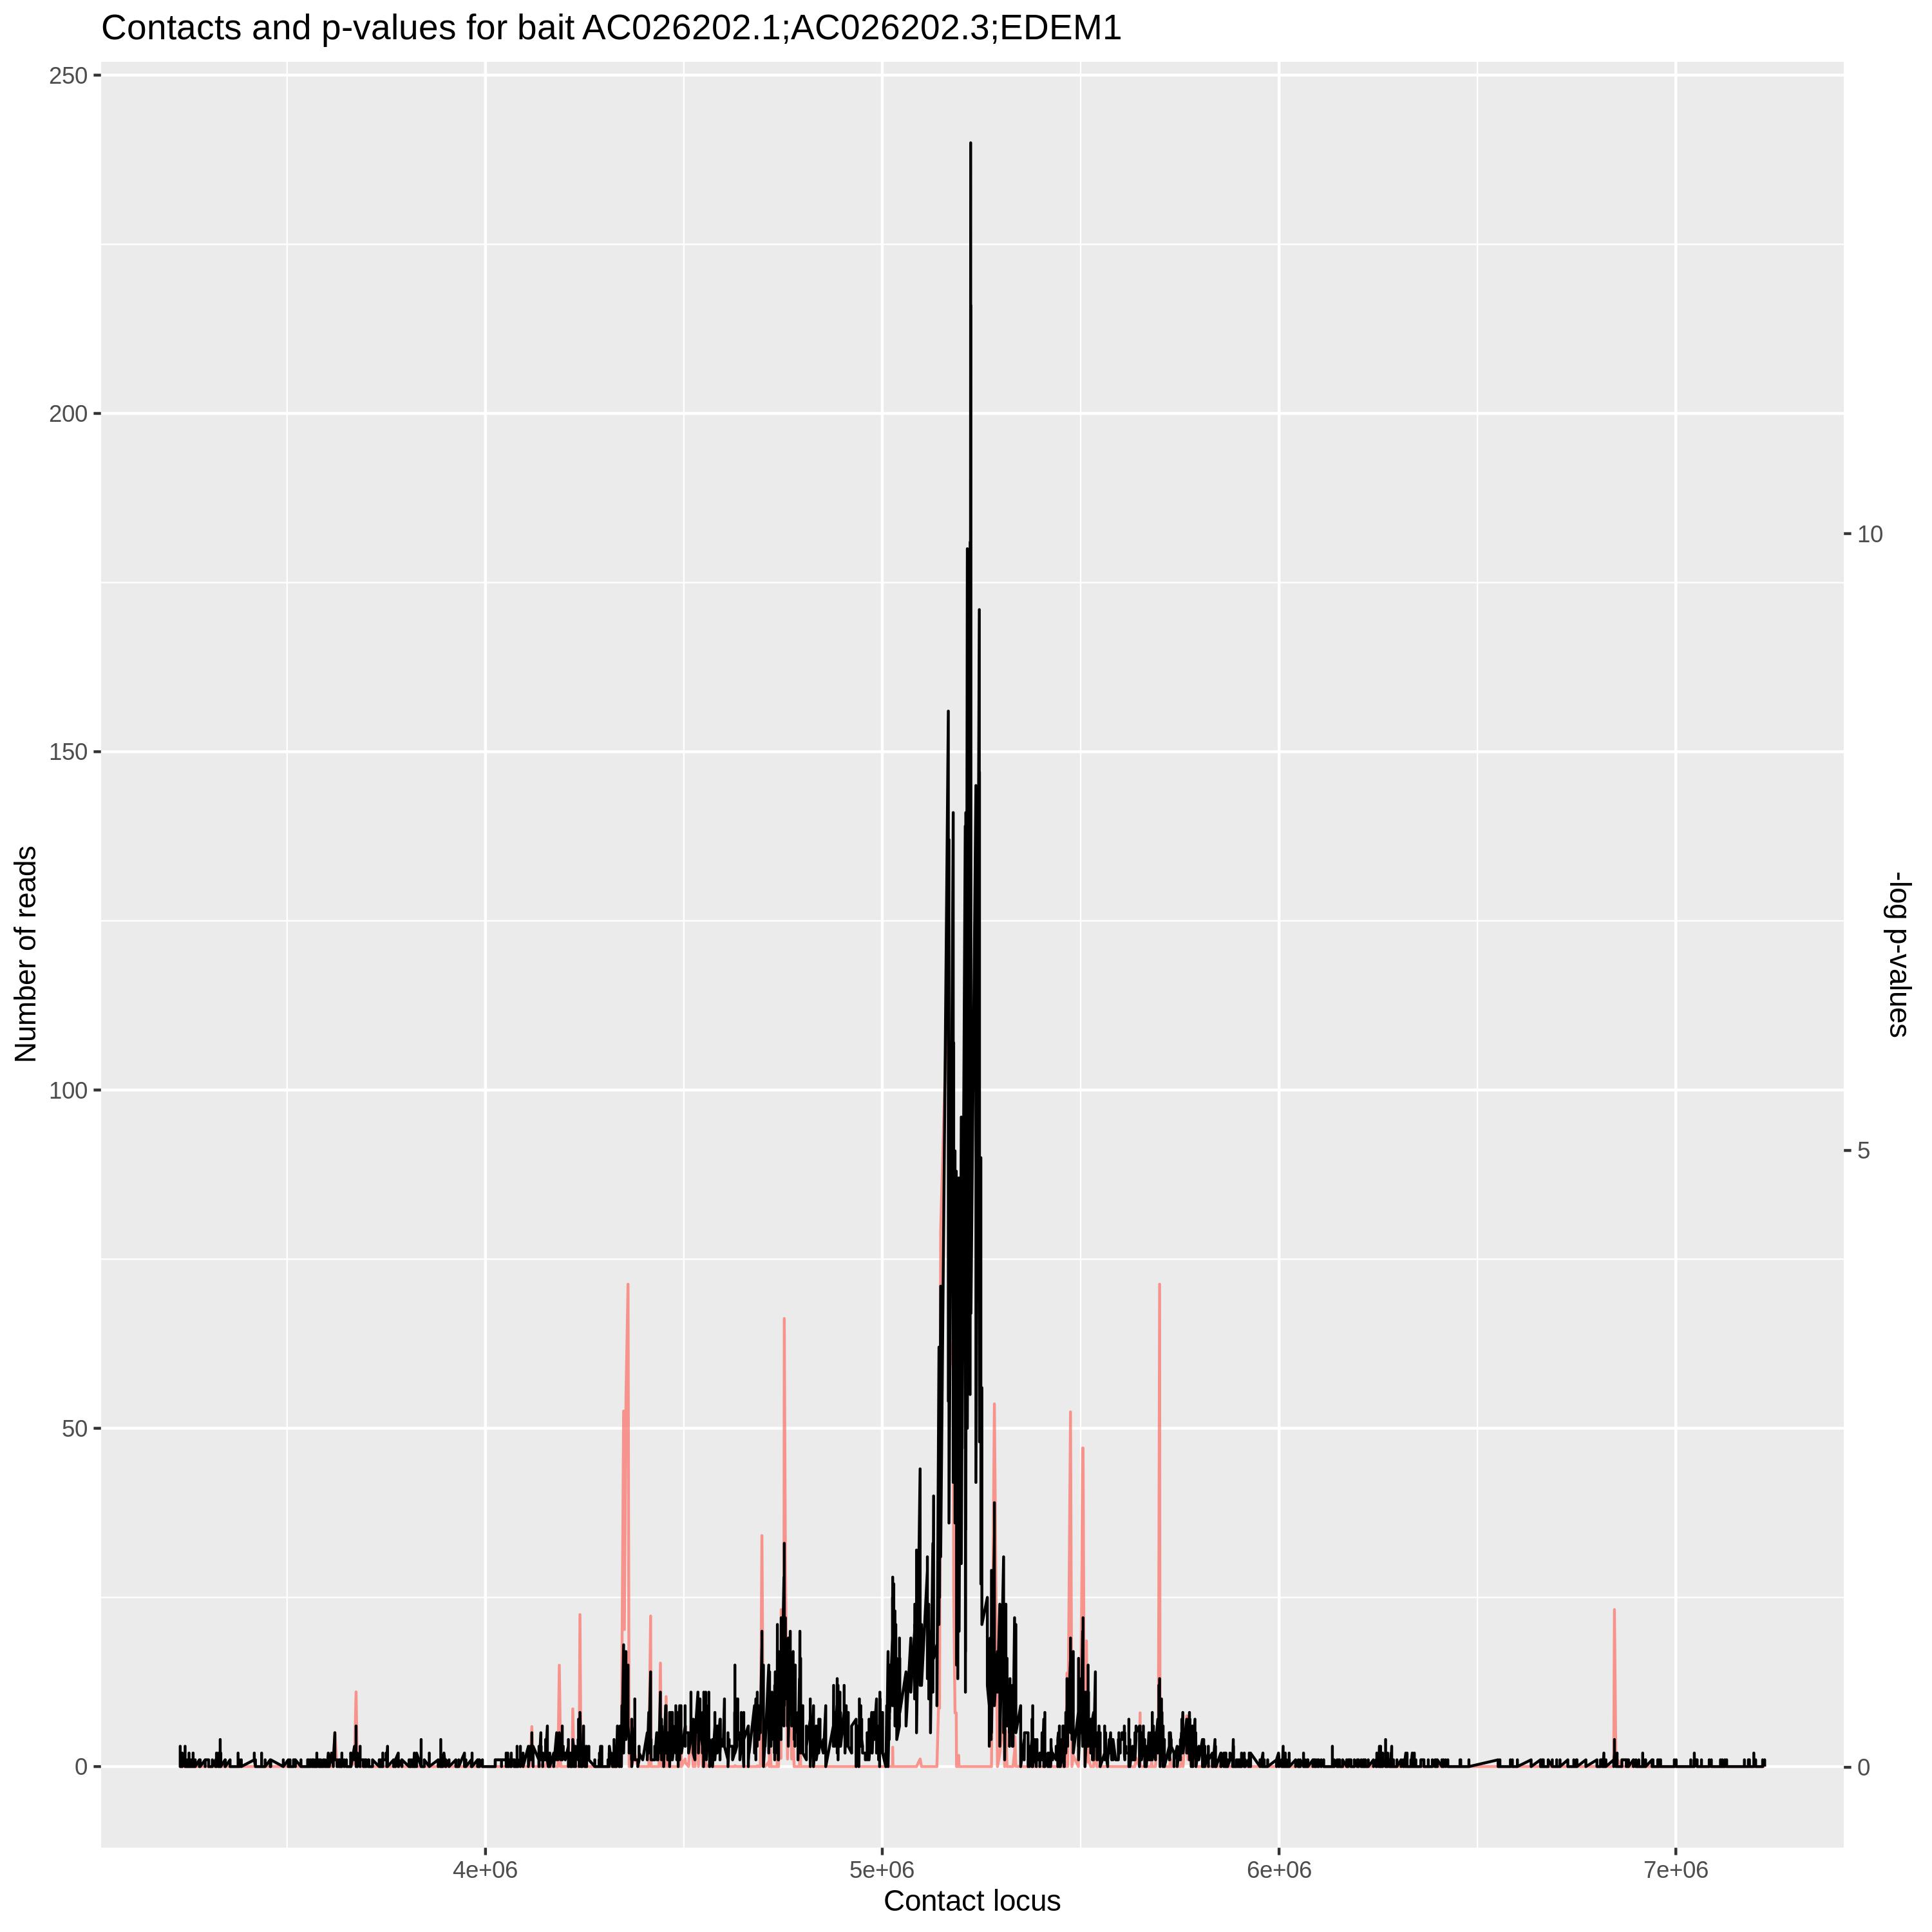 Contacts and p-values for bait AC026202.1;AC026202.3;EDEM1
250
200
150
100
50
0
Number of reads
10
5
0
-log p-values
4e+06
5e+06
6e+06
7e+06
Contact locus